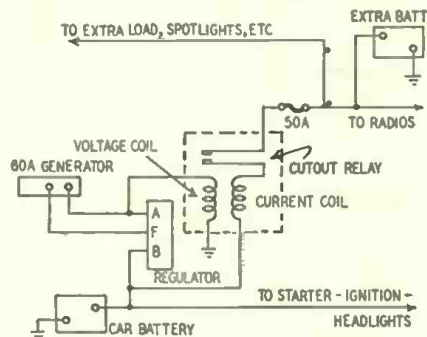 TO EXTRA LOAD, SPOTLIGHTS, ETC
EXTRA BATT
50A
TO RADIOS
VOLTAGE COIL
CUTOUT RELAY
60A GENERATOR
CURRENT COIL
A
F
B
REGULATOR
TO STARTER - IGNITION -
HEADLIGHTS
CAR BATTERY